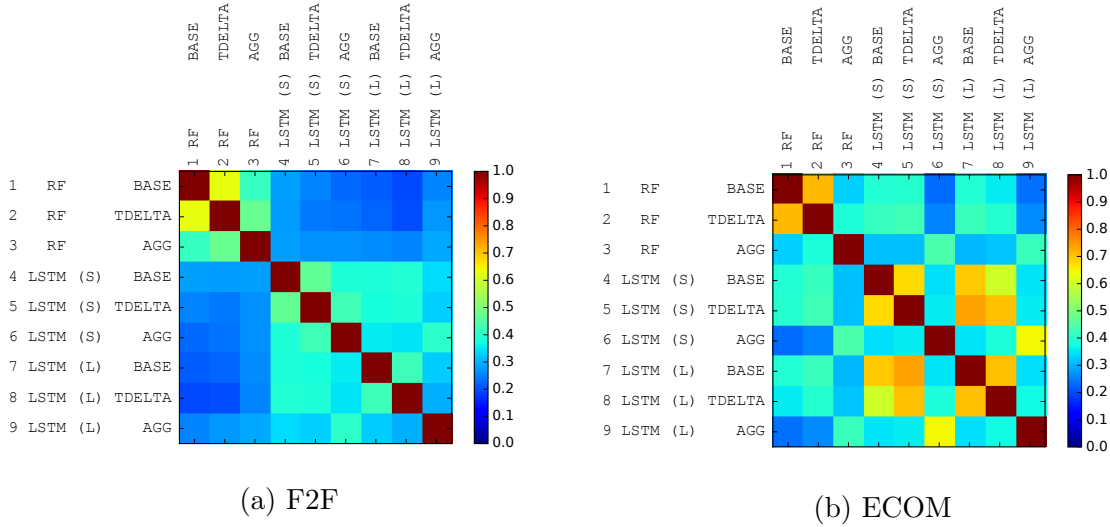 1 RF BASE
2 RF TDELTA
3 RF AGG
4 LSTM (S) BASE
5 LSTM (S) TDELTA
6 LSTM (S) AGG
7 LSTM (L) BASE
8 LSTM (L) TDELTA
9 LSTM (L) AGG
1 RF BASE
2 RF TDELTA
3 RF AGG
4 LSTM (S) BASE
5 LSTM (S) TDELTA
6 LSTM (S) AGG
7 LSTM (L) BASE
8 LSTM (L) TDELTA
9 LSTM (L) AGG
1.0
0.9
0.8
0.7
0.6
0.5
0.4
0.3
0.2
0.1
0.0
(a) F2F
1 RF BASE
2 RF TDELTA
3 RF AGG
4 LSTM (S) BASE
5 LSTM (S) TDELTA
6 LSTM (S) AGG
7 LSTM (L) BASE
8 LSTM (L) TDELTA
9 LSTM (L) AGG
1 RF BASE
2 RF TDELTA
3 RF AGG
4 LSTM (S) BASE
5 LSTM (S) TDELTA
6 LSTM (S) AGG
7 LSTM (L) BASE
8 LSTM (L) TDELTA
9 LSTM (L) AGG
1.0
0.9
0.8
0.7
0.6
0.5
0.4
0.3
0.2
0.1
0.0
(b) ECOM